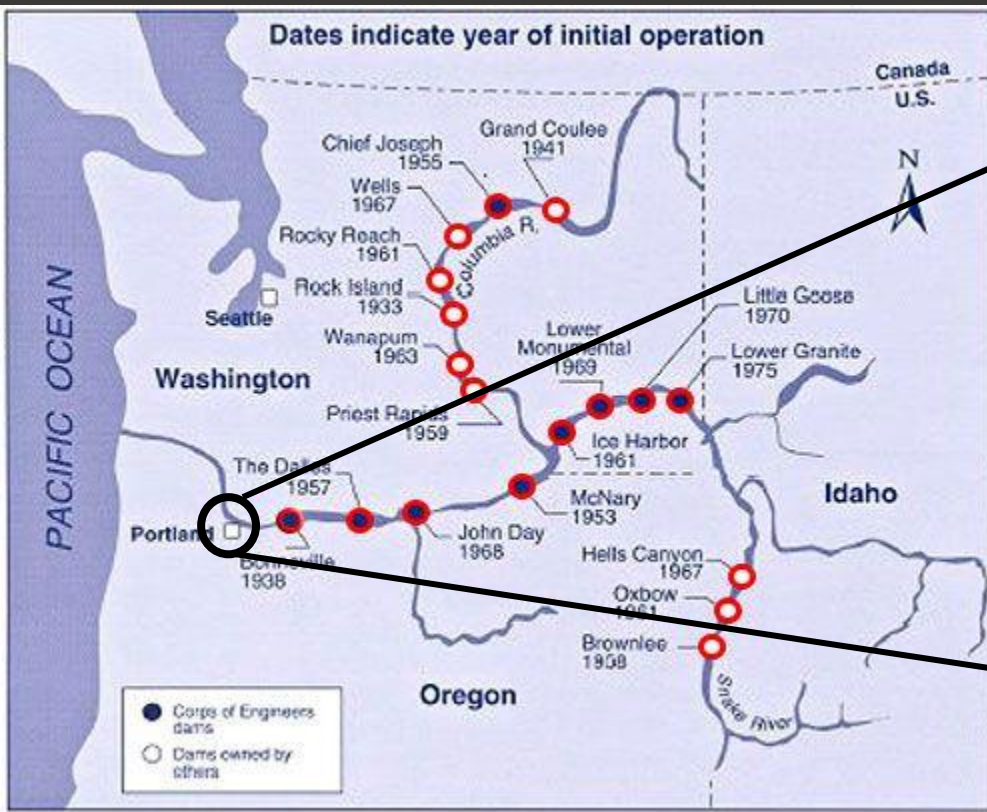 Dates indicate year of initial operation
Canada
U.S.
N
Grand Coulee
1941
Chief Joseph
1955
Wells
1967
Rocky Reach
1961
Columbia R.
Rock Island
1933
Seattle
Wanapum
1963
Washington
Priest Rapids
1959
Lower
Monumental
1969
Little Goose
1970
Lower Granite
1975
Ice Harbor
1961
PACIFIC OCEAN
The Dalles
1957
McNary
1953
Idaho
Portland
Bonneville
1938
John Day
1968
Hells Canyon
1967
Oxbow
1961
Brownlee
1958
Oregon
Snake River
Corps of Engineers
dams
Dams owned by
others